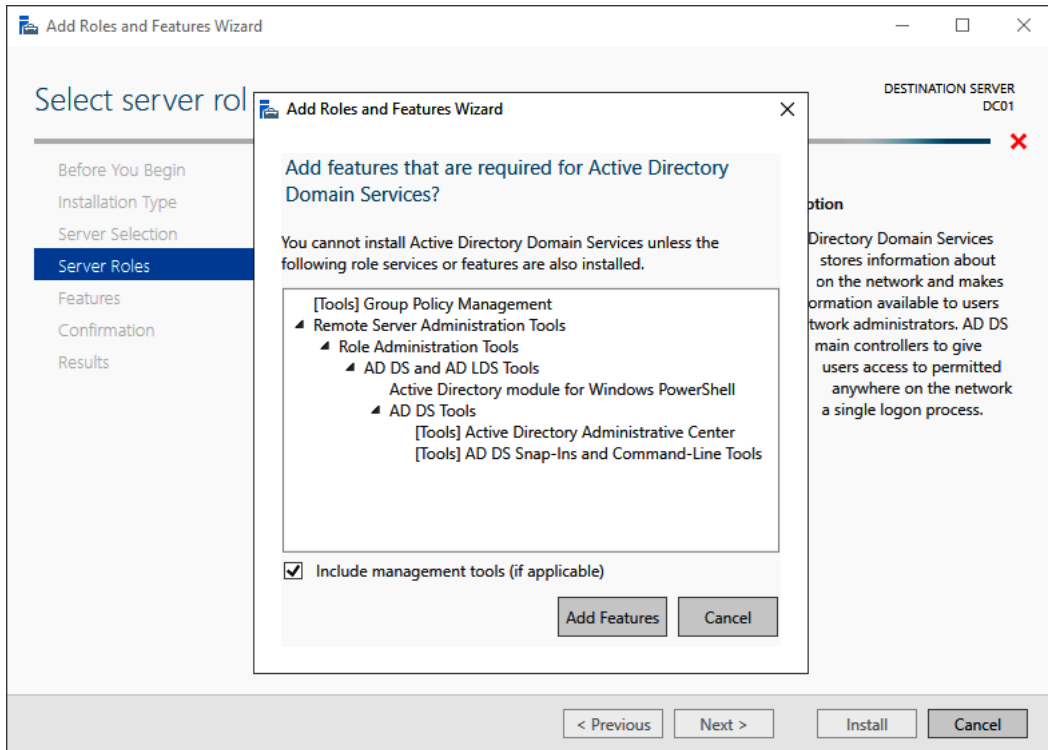 Add Roles and Features Wizard
Select server rol
DESTINATION SERVER
DC01
Before You Begin
Installation Type
Server Selection
Server Roles
Features
Confirmation
Results
Add Roles and Features Wizard
Add features that are required for Active Directory
Domain Services?
You cannot install Active Directory Domain Services unless the
following role services or features are also installed.
[Tools] Group Policy Management
Remote Server Administration Tools
Role Administration Tools
AD DS and AD LDS Tools
Active Directory module for Windows PowerShell
AD DS Tools
[Tools] Active Directory Administrative Center
[Tools] AD DS Snap-Ins and Command-Line Tools
Include management tools (if applicable)
Add Features
Cancel
ption
Directory Domain Services
stores information about
on the network and makes
ormation available to users
twork administrators. AD DS
main controllers to give
users access to permitted
anywhere on the network
a single logon process.
< Previous
Next >
Install
Cancel